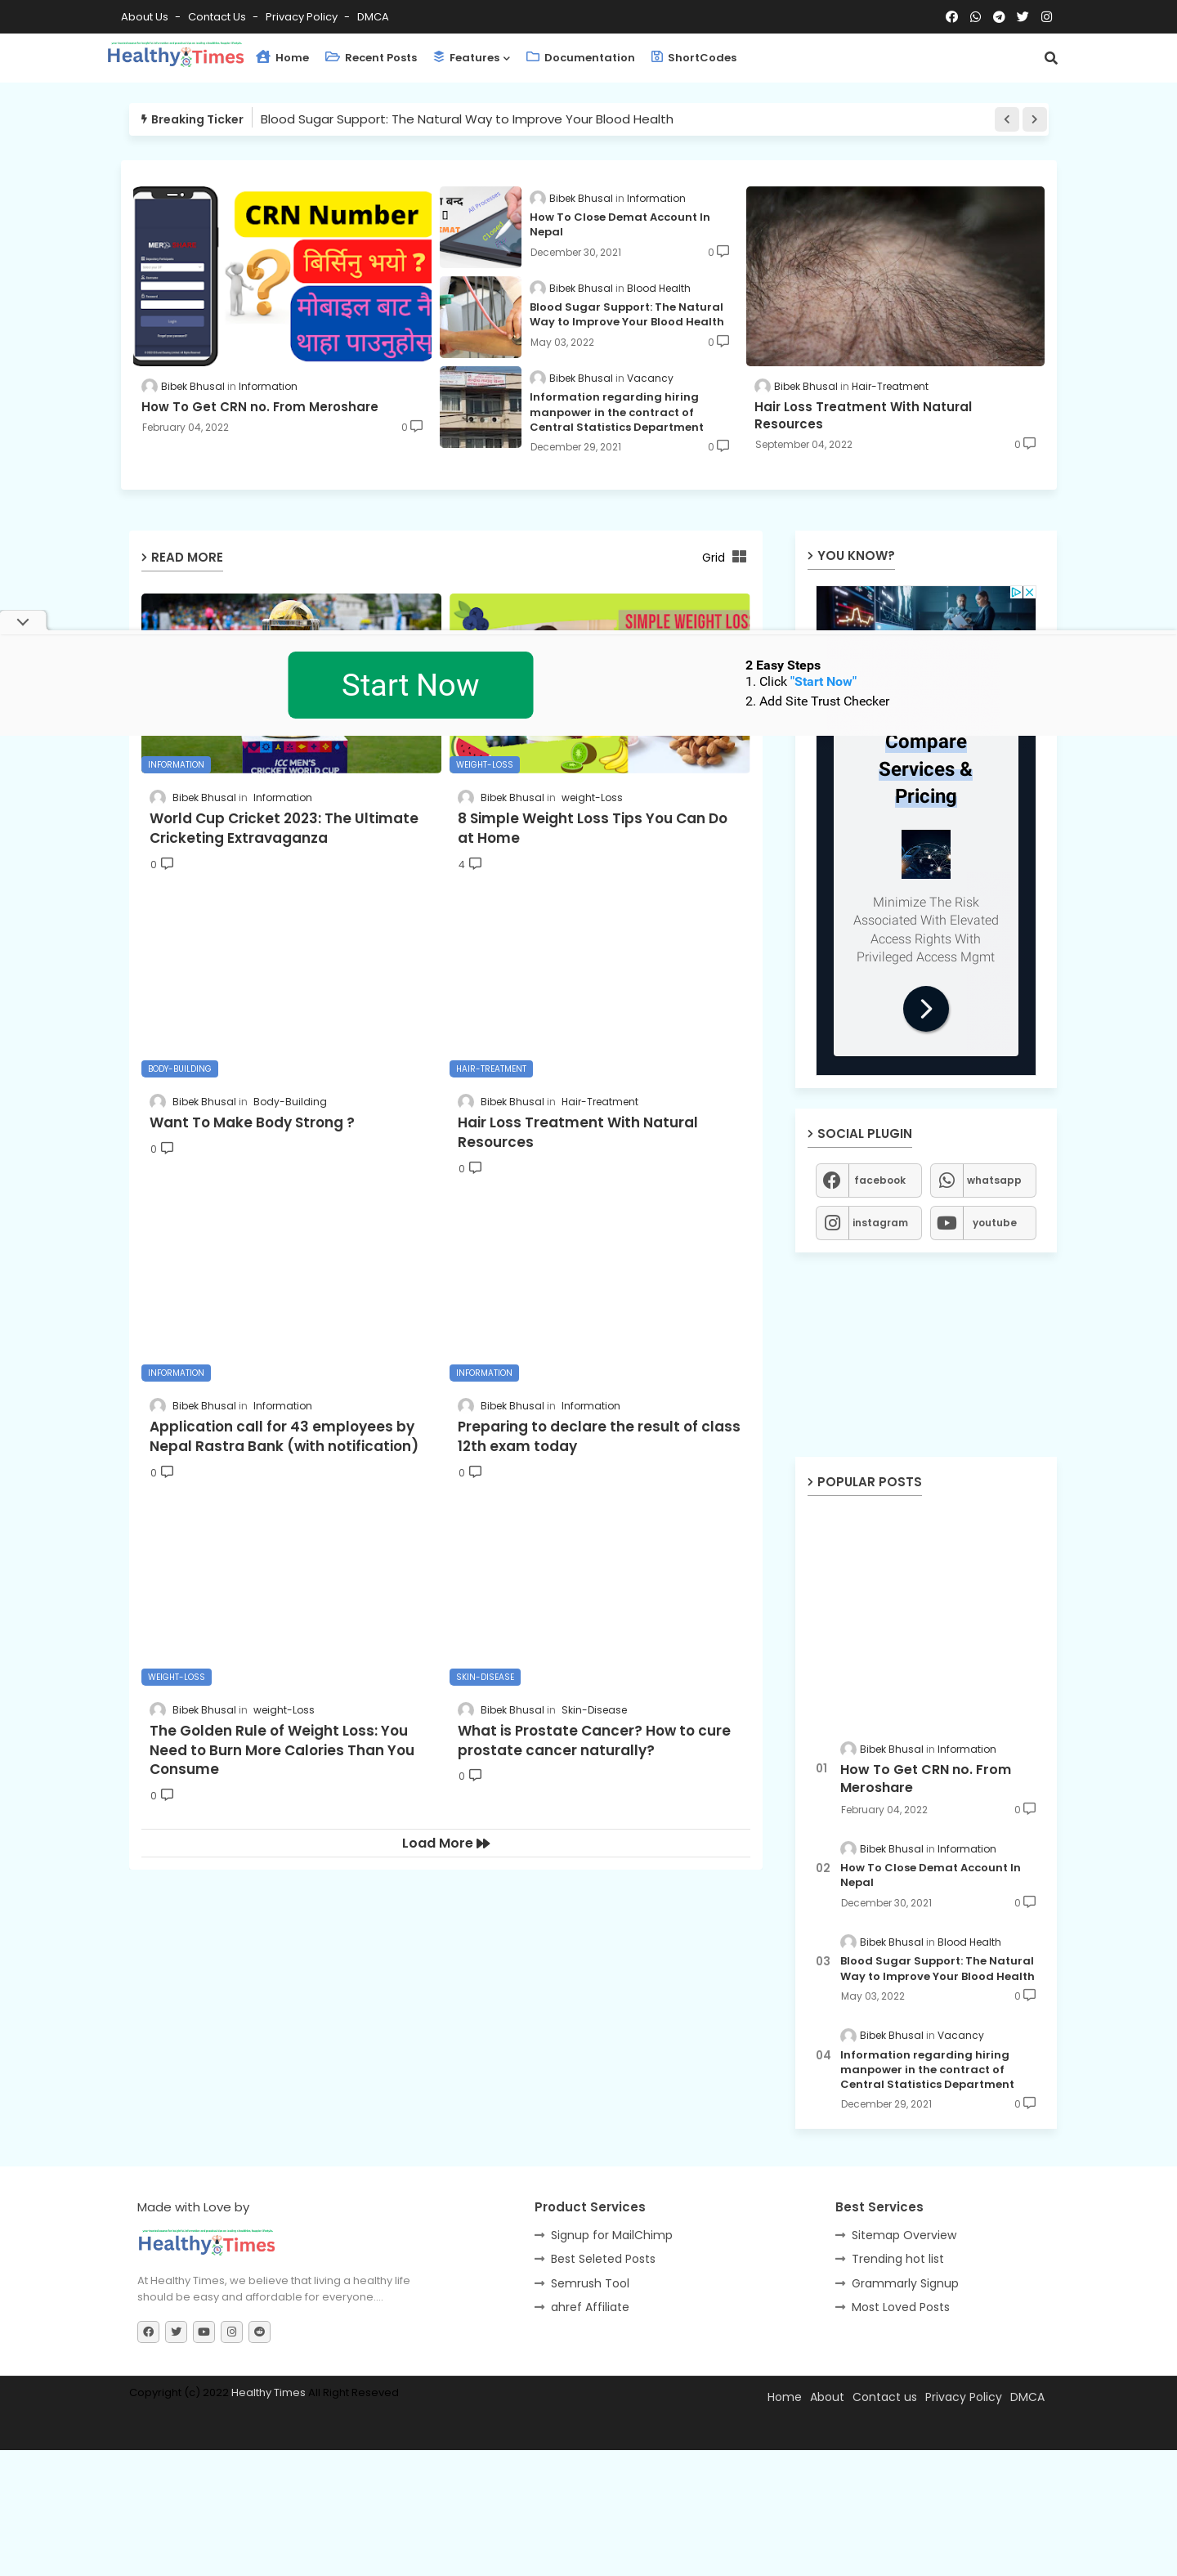 About Us - Contact Us - Privacy Policy - DMCA
Healthy Times
Home
Recent Posts
Features
Documentation
ShortCodes
Breaking Ticker
Blood Sugar Support: The Natural Way to Improve Your Blood Health
CRN Number
बिर्सिनु भयो ?
मोबाइल बाट नै
थाहा पाउनुहोस्
Login
Bibek Bhusal in Information
How To Get CRN no. From Meroshare
February 04, 2022
0
All Processes
Closed
Bibek Bhusal in Information
How To Close Demat Account In
Nepal
December 30, 2021
0
Bibek Bhusal in Blood Health
Blood Sugar Support: The Natural
Way to Improve Your Blood Health
May 03, 2022
0
Bibek Bhusal in Vacancy
Information regarding hiring
manpower in the contract of
Central Statistics Department
December 29, 2021
0
Bibek Bhusal in Hair-Treatment
Hair Loss Treatment With Natural
Resources
September 04, 2022
0
READ MORE
Grid
SIMPLE WEIGHT LOS
Start Now
2 Easy Steps
1. Click "Start Now"
2. Add Site Trust Checker
ICC MEN'S
CRICKET WORLD CUP
INFORMATION
Bibek Bhusal in Information
World Cup Cricket 2023: The Ultimate
Cricketing Extravaganza
0
WEIGHT-LOSS
Bibek Bhusal in weight-Loss
8 Simple Weight Loss Tips You Can Do
at Home
4
BODY-BUILDING
Bibek Bhusal in Body-Building
Want To Make Body Strong ?
0
HAIR-TREATMENT
Bibek Bhusal in Hair-Treatment
Hair Loss Treatment With Natural
Resources
0
INFORMATION
Bibek Bhusal in Information
Application call for 43 employees by
Nepal Rastra Bank (with notification)
0
INFORMATION
Bibek Bhusal in Information
Preparing to declare the result of class
12th exam today
0
WEIGHT-LOSS
Bibek Bhusal in weight-Loss
The Golden Rule of Weight Loss: You
Need to Burn More Calories Than You
Consume
0
SKIN-DISEASE
Bibek Bhusal in Skin-Disease
What is Prostate Cancer? How to cure
prostate cancer naturally?
0
Load More
YOU KNOW?
Compare
Services &
Pricing
Minimize The Risk
Associated With Elevated
Access Rights With
Privileged Access Mgmt
SOCIAL PLUGIN
facebook
whatsapp
instagram
youtube
POPULAR POSTS
Bibek Bhusal in Information
01
How To Get CRN no. From
Meroshare
February 04, 2022
0
Bibek Bhusal in Information
02
How To Close Demat Account In
Nepal
December 30, 2021
0
Bibek Bhusal in Blood Health
03
Blood Sugar Support: The Natural
Way to Improve Your Blood Health
May 03, 2022
0
Bibek Bhusal in Vacancy
04
Information regarding hiring
manpower in the contract of
Central Statistics Department
December 29, 2021
0
Made with Love by
Healthy Times
At Healthy Times, we believe that living a healthy life
should be easy and affordable for everyone....
Product Services
Signup for MailChimp
Best Seleted Posts
Semrush Tool
ahref Affiliate
Best Services
Sitemap Overview
Trending hot list
Grammarly Signup
Most Loved Posts
Copyright (c) 2022 Healthy Times All Right Reseved
Home About Contact us Privacy Policy DMCA